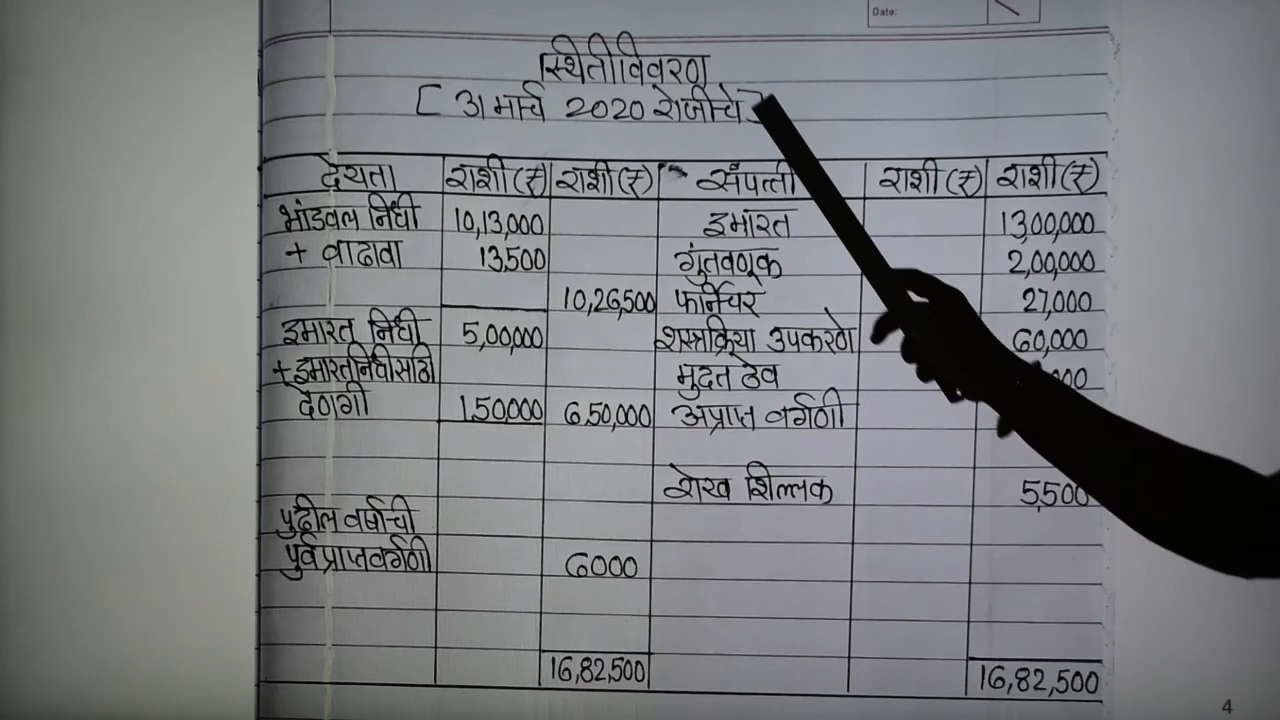 Date:
स्थितीविवरण
[ 31 मार्च 2020 रोजीचे ]
देयता राशी (₹) राशी (₹) संपत्ती राशी (₹) राशी (₹)
भांडवल निधी 10,13,000 इमारत 13,00,000
+ वाढावा 13,500 गुंतवणूक 2,00,000
10,26,500 फर्निचर 27,000
इमारत निधी 5,00,000 शस्त्रक्रिया उपकरणे 60,000
+ इमारतनिधीसाठी मुदत ठेव
देणगी 1,50,000 6,50,000 अप्राप्त वर्गणी
शेख शिल्लक 5,500
पुढील वर्षाची
पुर्वप्राप्तवर्गणी 6000
16,82,500 16,82,500
4